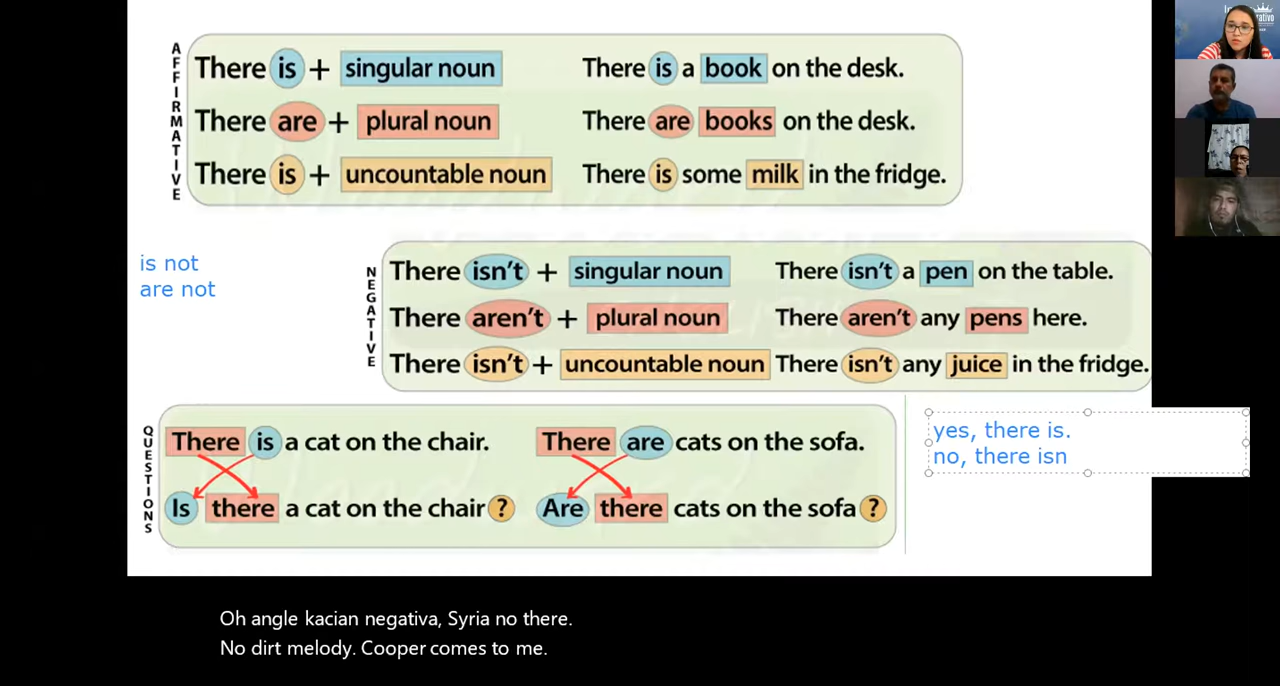 AFFIRMATIVE
There is + singular noun There is a book on the desk.
There are + plural noun There are books on the desk.
There is + uncountable noun There is some milk in the fridge.
is not
are not
NEGATIVE
There isn't + singular noun There isn't a pen on the table.
There aren't + plural noun There aren't any pens here.
There isn't + uncountable noun There isn't any juice in the fridge.
QUESTIONS
There is a cat on the chair. There are cats on the sofa.
Is there a cat on the chair ? Are there cats on the sofa ?
yes, there is.
no, there isn
Oh angle kacian negativa, Syria no there.
No dirt melody. Cooper comes to me.